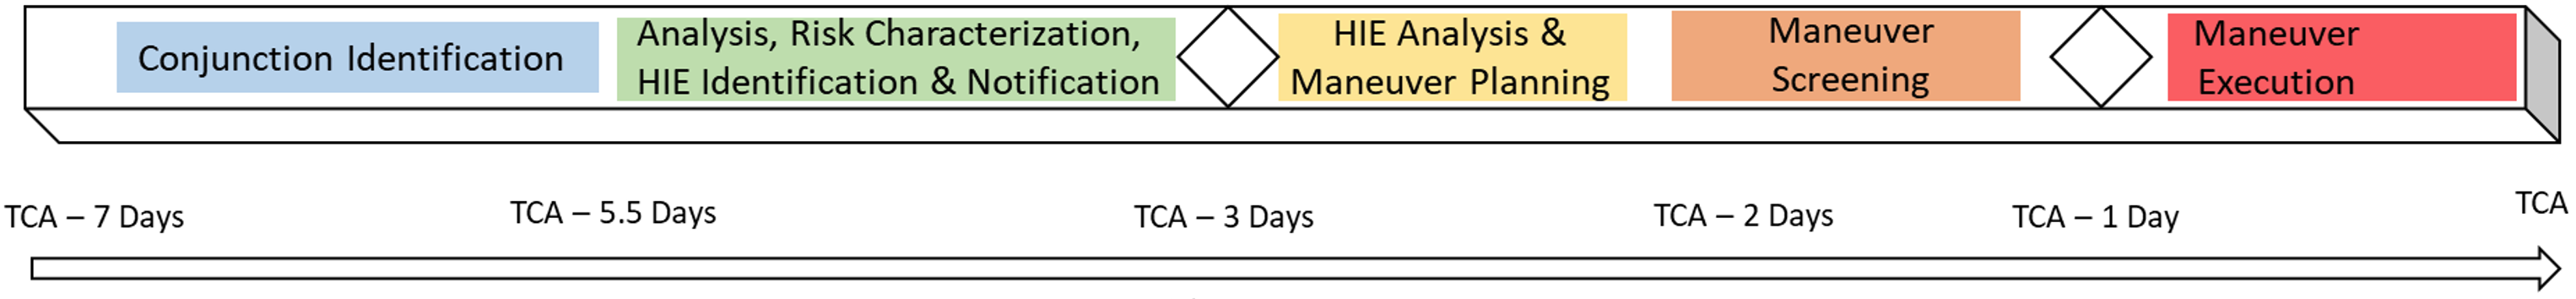 Conjunction Identification
Analysis, Risk Characterization,
HIE Identification & Notification
HIE Analysis &
Maneuver Planning
Maneuver
Screening
Maneuver
Execution
TCA – 7 Days
TCA – 5.5 Days
TCA – 3 Days
TCA – 2 Days
TCA – 1 Day
TCA